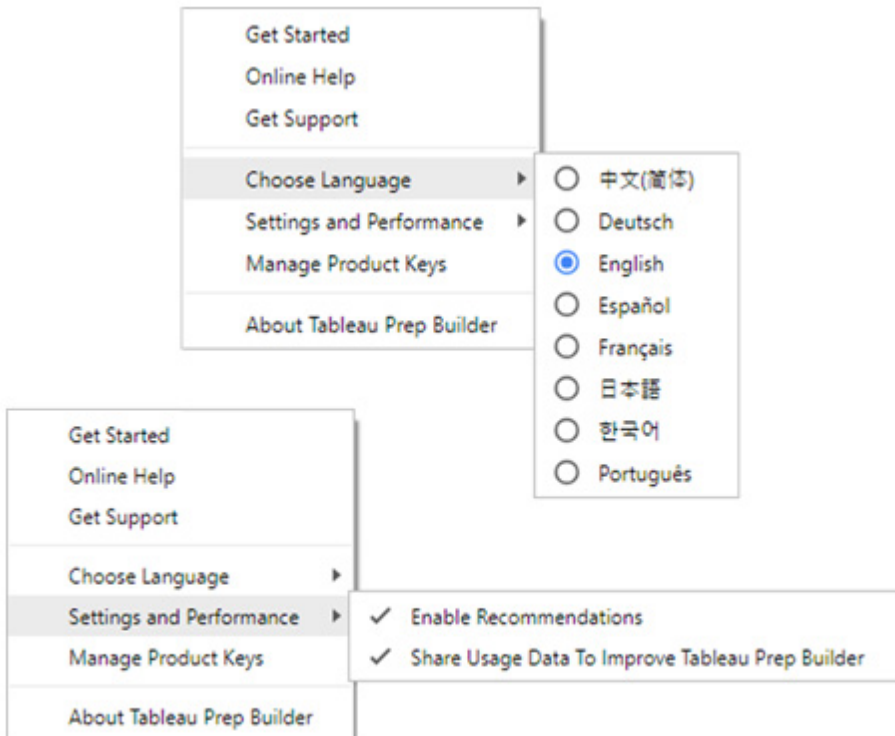 Get Started
Online Help
Get Support
Choose Language
Settings and Performance
Manage Product Keys
About Tableau Prep Builder
中文(简体)
Deutsch
English
Español
Français
日本語
한국어
Português
Get Started
Online Help
Get Support
Choose Language
Settings and Performance
Manage Product Keys
About Tableau Prep Builder
Enable Recommendations
Share Usage Data To Improve Tableau Prep Builder